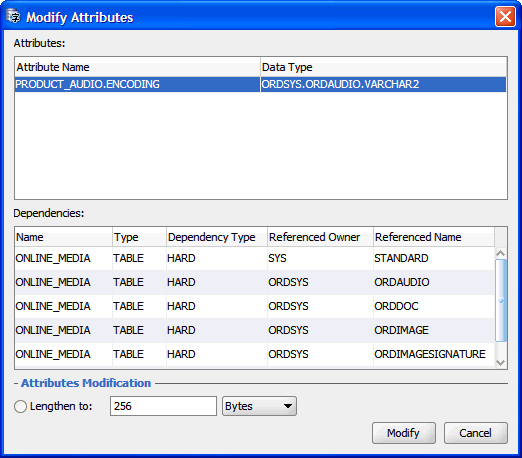 Modify Attributes
Attributes:
Attribute Name Data Type
PRODUCT_AUDIO.ENCODING ORDSYS.ORDAUDIO.VARCHAR2
Dependencies:
Name Type Dependency Type Referenced Owner Referenced Name
ONLINE_MEDIA TABLE HARD SYS STANDARD
ONLINE_MEDIA TABLE HARD ORDSYS ORDAUDIO
ONLINE_MEDIA TABLE HARD ORDSYS ORDDOC
ONLINE_MEDIA TABLE HARD ORDSYS ORDIMAGE
ONLINE_MEDIA TABLE HARD ORDSYS ORDIMAGESIGNATURE
Attributes Modification
Lengthen to: 256 Bytes
Modify Cancel